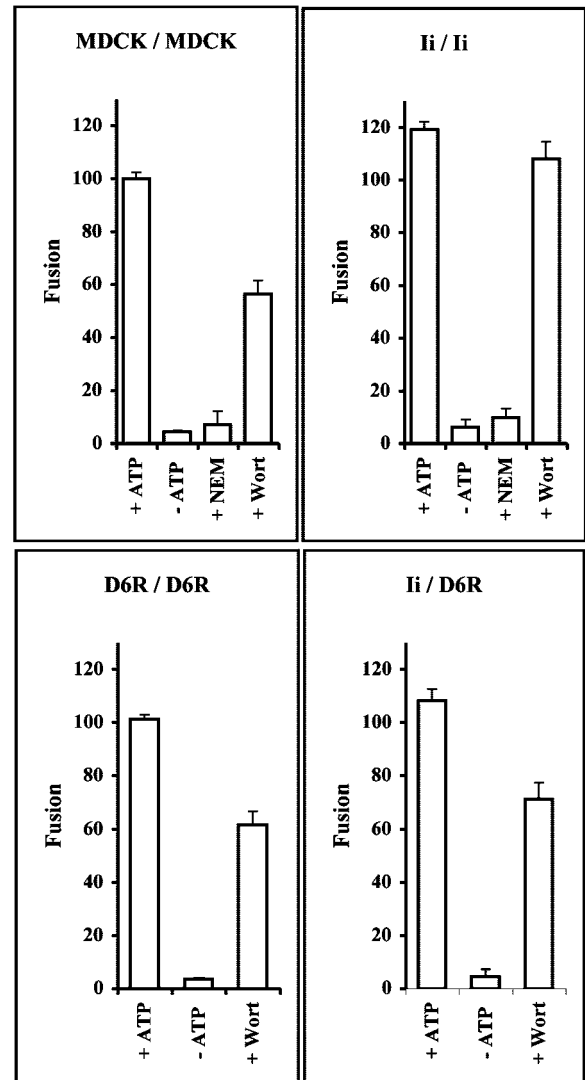 MDCK / MDCK
Fusion
120
100
80
60
40
20
0
+ ATP
- ATP
+ NEM
+ Wort
Ii / Ii
Fusion
120
100
80
60
40
20
0
+ ATP
- ATP
+ NEM
+ Wort
D6R / D6R
Fusion
120
100
80
60
40
20
0
+ ATP
- ATP
+ Wort
Ii / D6R
Fusion
120
100
80
60
40
20
0
+ ATP
- ATP
+ Wort